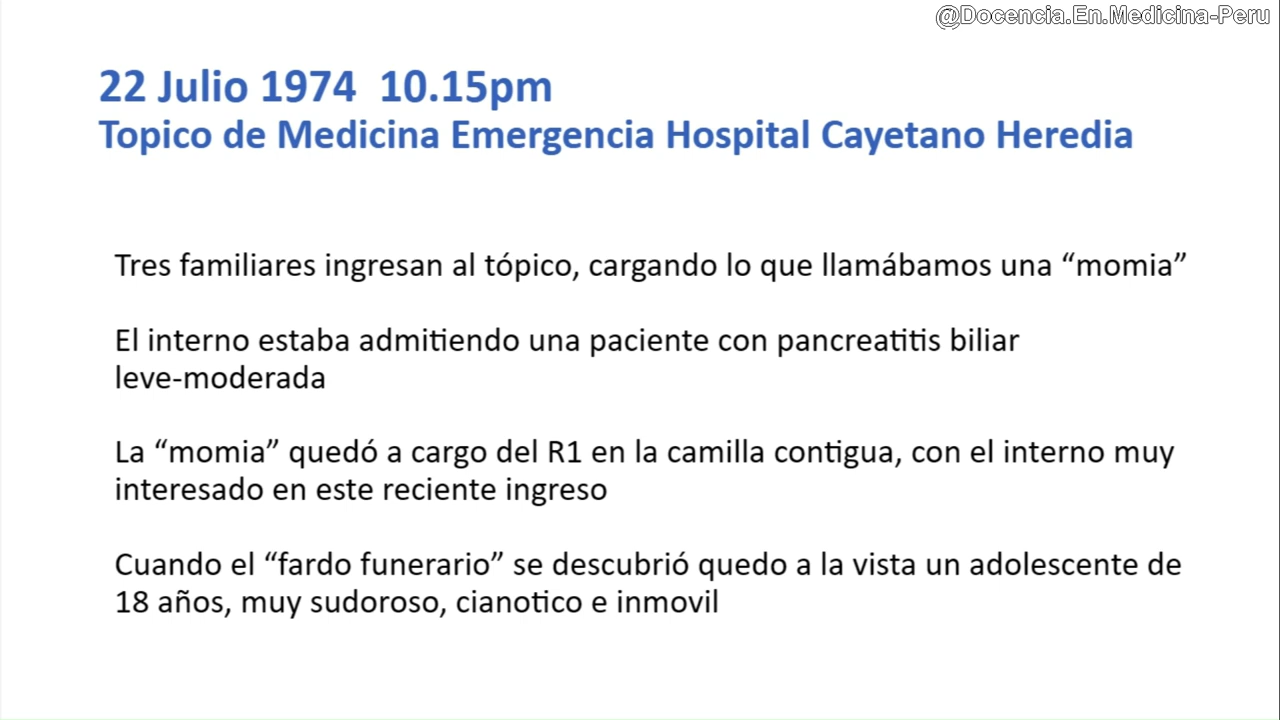 @Docencia.En.Medicina-Peru
22 Julio 1974  10.15pm
Topico de Medicina Emergencia Hospital Cayetano Heredia
Tres familiares ingresan al tópico, cargando lo que llamábamos una “momia”
El interno estaba admitiendo una paciente con pancreatitis biliar
leve-moderada
La “momia” quedó a cargo del R1 en la camilla contigua, con el interno muy
interesado en este reciente ingreso
Cuando el “fardo funerario” se descubrió quedo a la vista un adolescente de
18 años, muy sudoroso, cianotico e inmovil